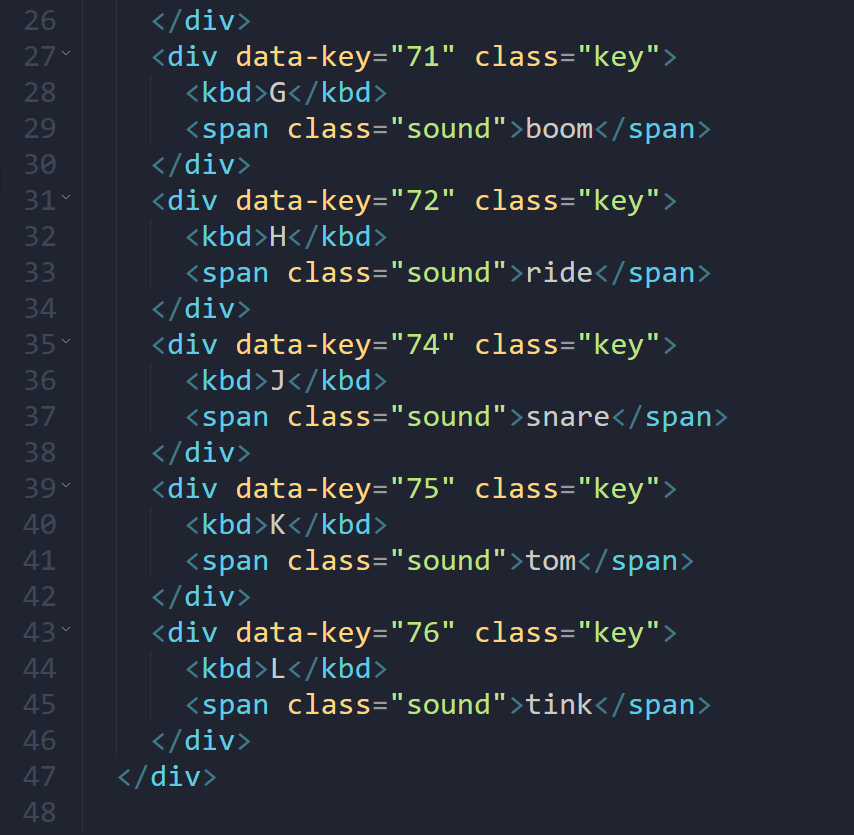 26 </div>
27 <div data-key="71" class="key">
28 <kbd>G</kbd>
29 <span class="sound">boom</span>
30 </div>
31 <div data-key="72" class="key">
32 <kbd>H</kbd>
33 <span class="sound">ride</span>
34 </div>
35 <div data-key="74" class="key">
36 <kbd>J</kbd>
37 <span class="sound">snare</span>
38 </div>
39 <div data-key="75" class="key">
40 <kbd>K</kbd>
41 <span class="sound">tom</span>
42 </div>
43 <div data-key="76" class="key">
44 <kbd>L</kbd>
45 <span class="sound">tink</span>
46 </div>
47 </div>
48